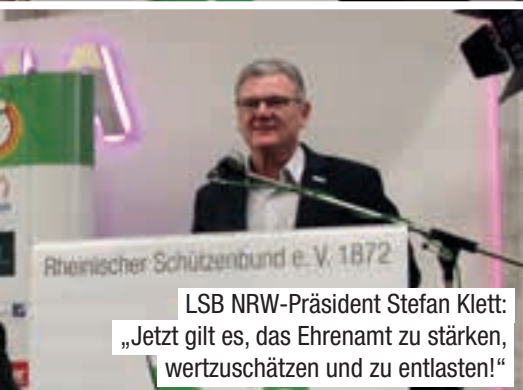 Rheinischer Schützenbund e. V. 1872
LSB NRW-Präsident Stefan Klett:
„Jetzt gilt es, das Ehrenamt zu stärken,
wertzuschätzen und zu entlasten!“